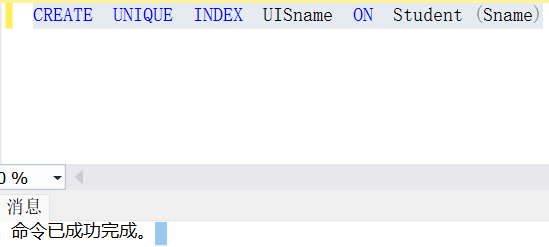 CREATE UNIQUE INDEX UISname ON Student (Sname)
0 %
消息
命令已成功完成。